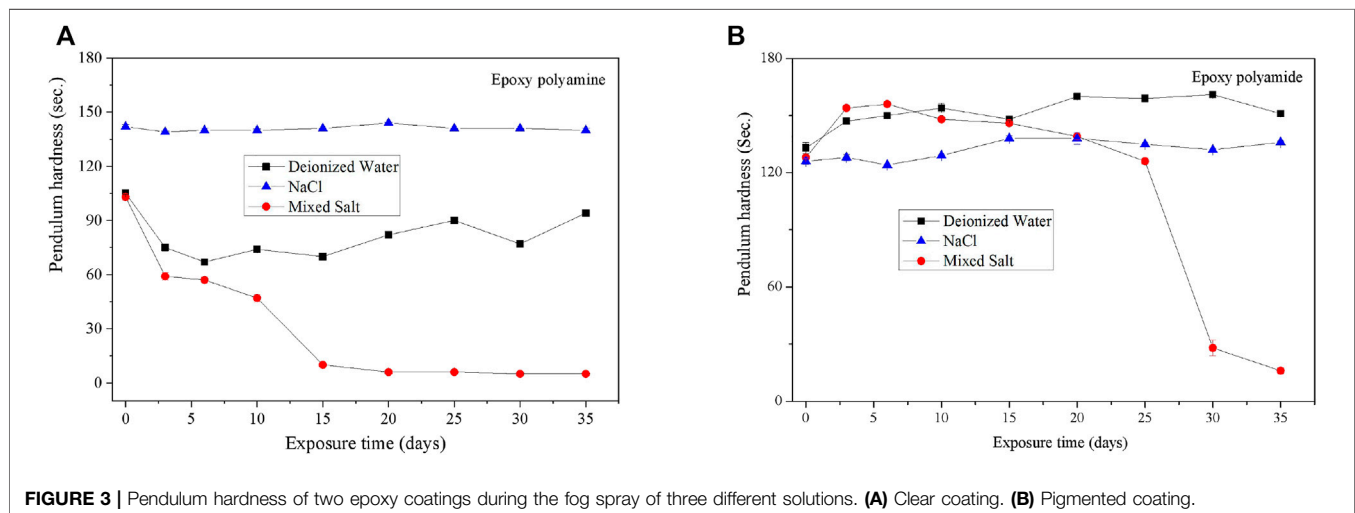 A
Pendulum hardness (sec.)
180
150
120
90
60
30
0
Epoxy polyamine
Deionized Water
NaCl
Mixed Salt
0 5 10 15 20 25 30 35
Exposure time (days)
B
Pendulum hardness (Sec.)
180
120
60
0
Epoxy polyamide
Deionized Water
NaCl
Mixed Salt
0 5 10 15 20 25 30 35
Exposure time (days)
FIGURE 3 | Pendulum hardness of two epoxy coatings during the fog spray of three different solutions. (A) Clear coating. (B) Pigmented coating.